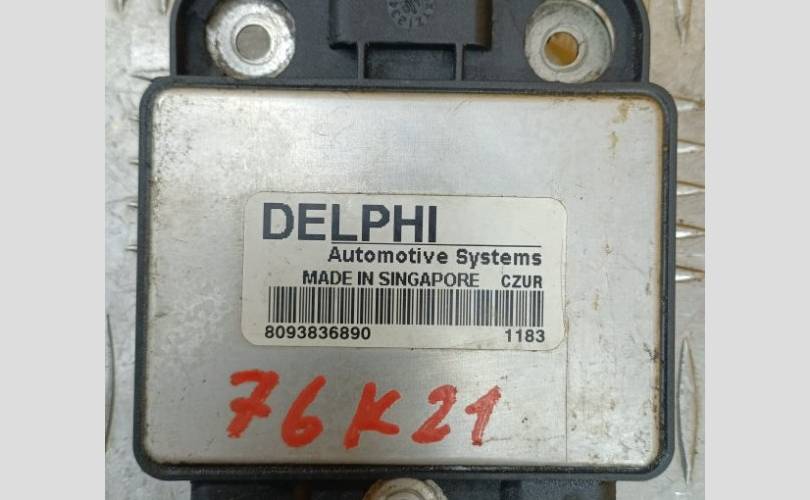 DELPHI
Automotive Systems
MADE IN SINGAPORE CZUR
8093836890 1183
76K21